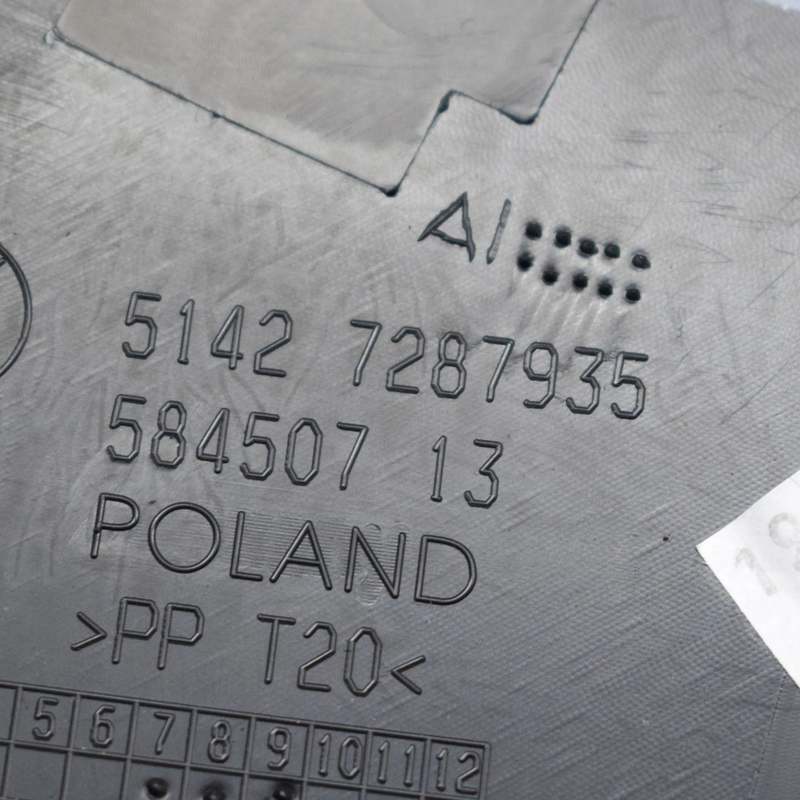 AI
5142 7287935
584507 13
POLAND
>PP T20<
5 6 7 8 9 10 11 12